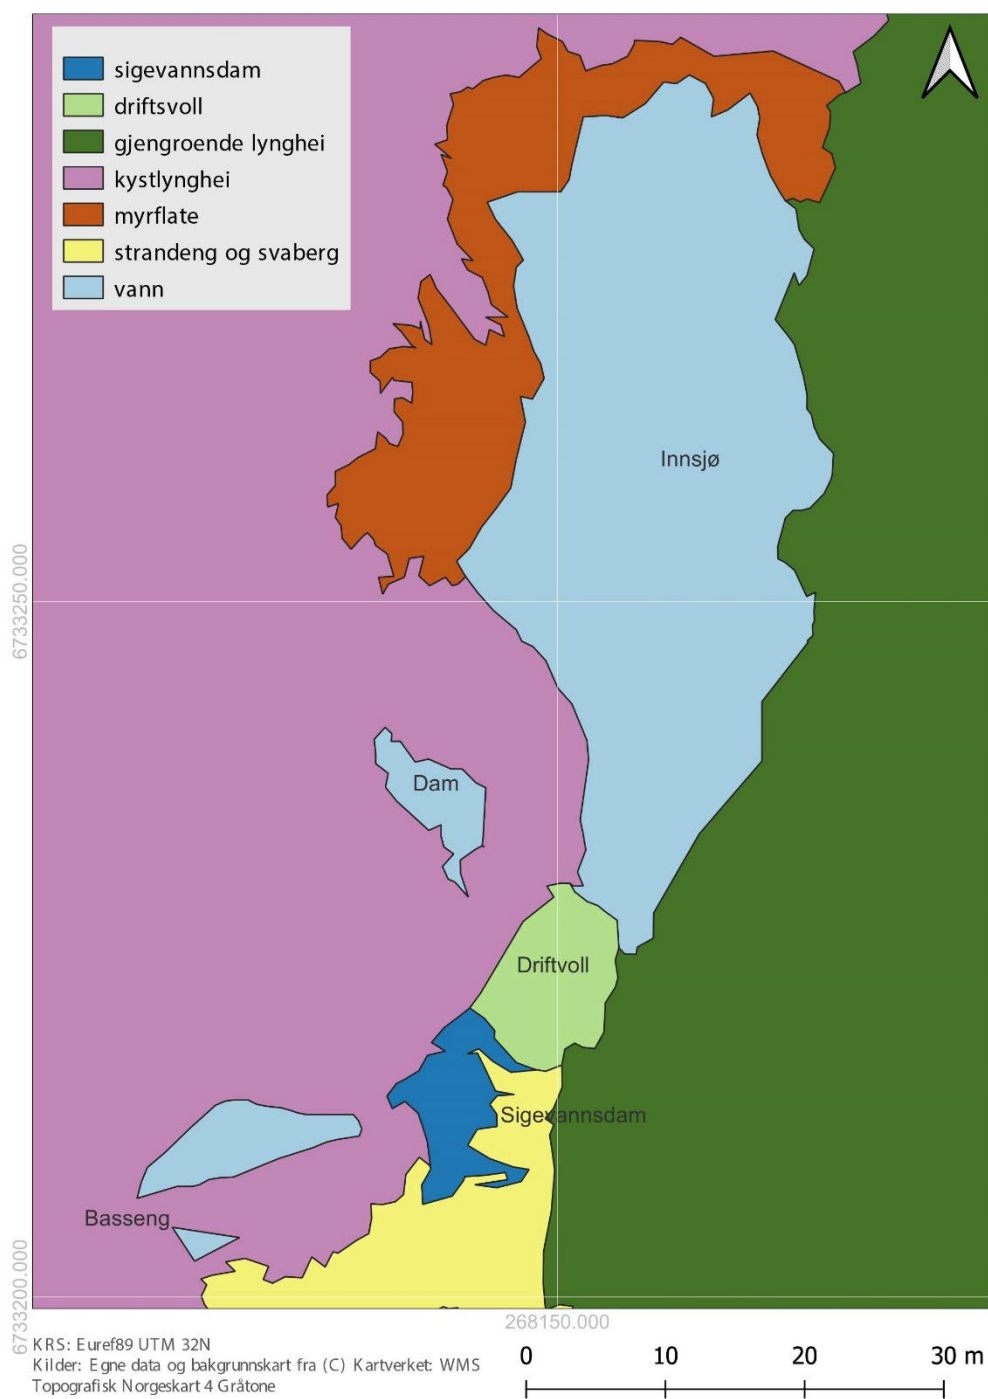 sigevannsdam
driftsvoll
gjengroende lynghei
kystlynghei
myrflate
strandeng og svaberg
vann
Innsjø
6733250.000
Dam
Driftvoll
Sigevannsdam
Basseng
6733200.000
268150.000
KRS: Euref89 UTM 32N
Kilder: Egne data og bakgrunnskart fra (C) Kartverket: WMS
Topografisk Norgeskart 4 Gråtone
0 10 20 30 m